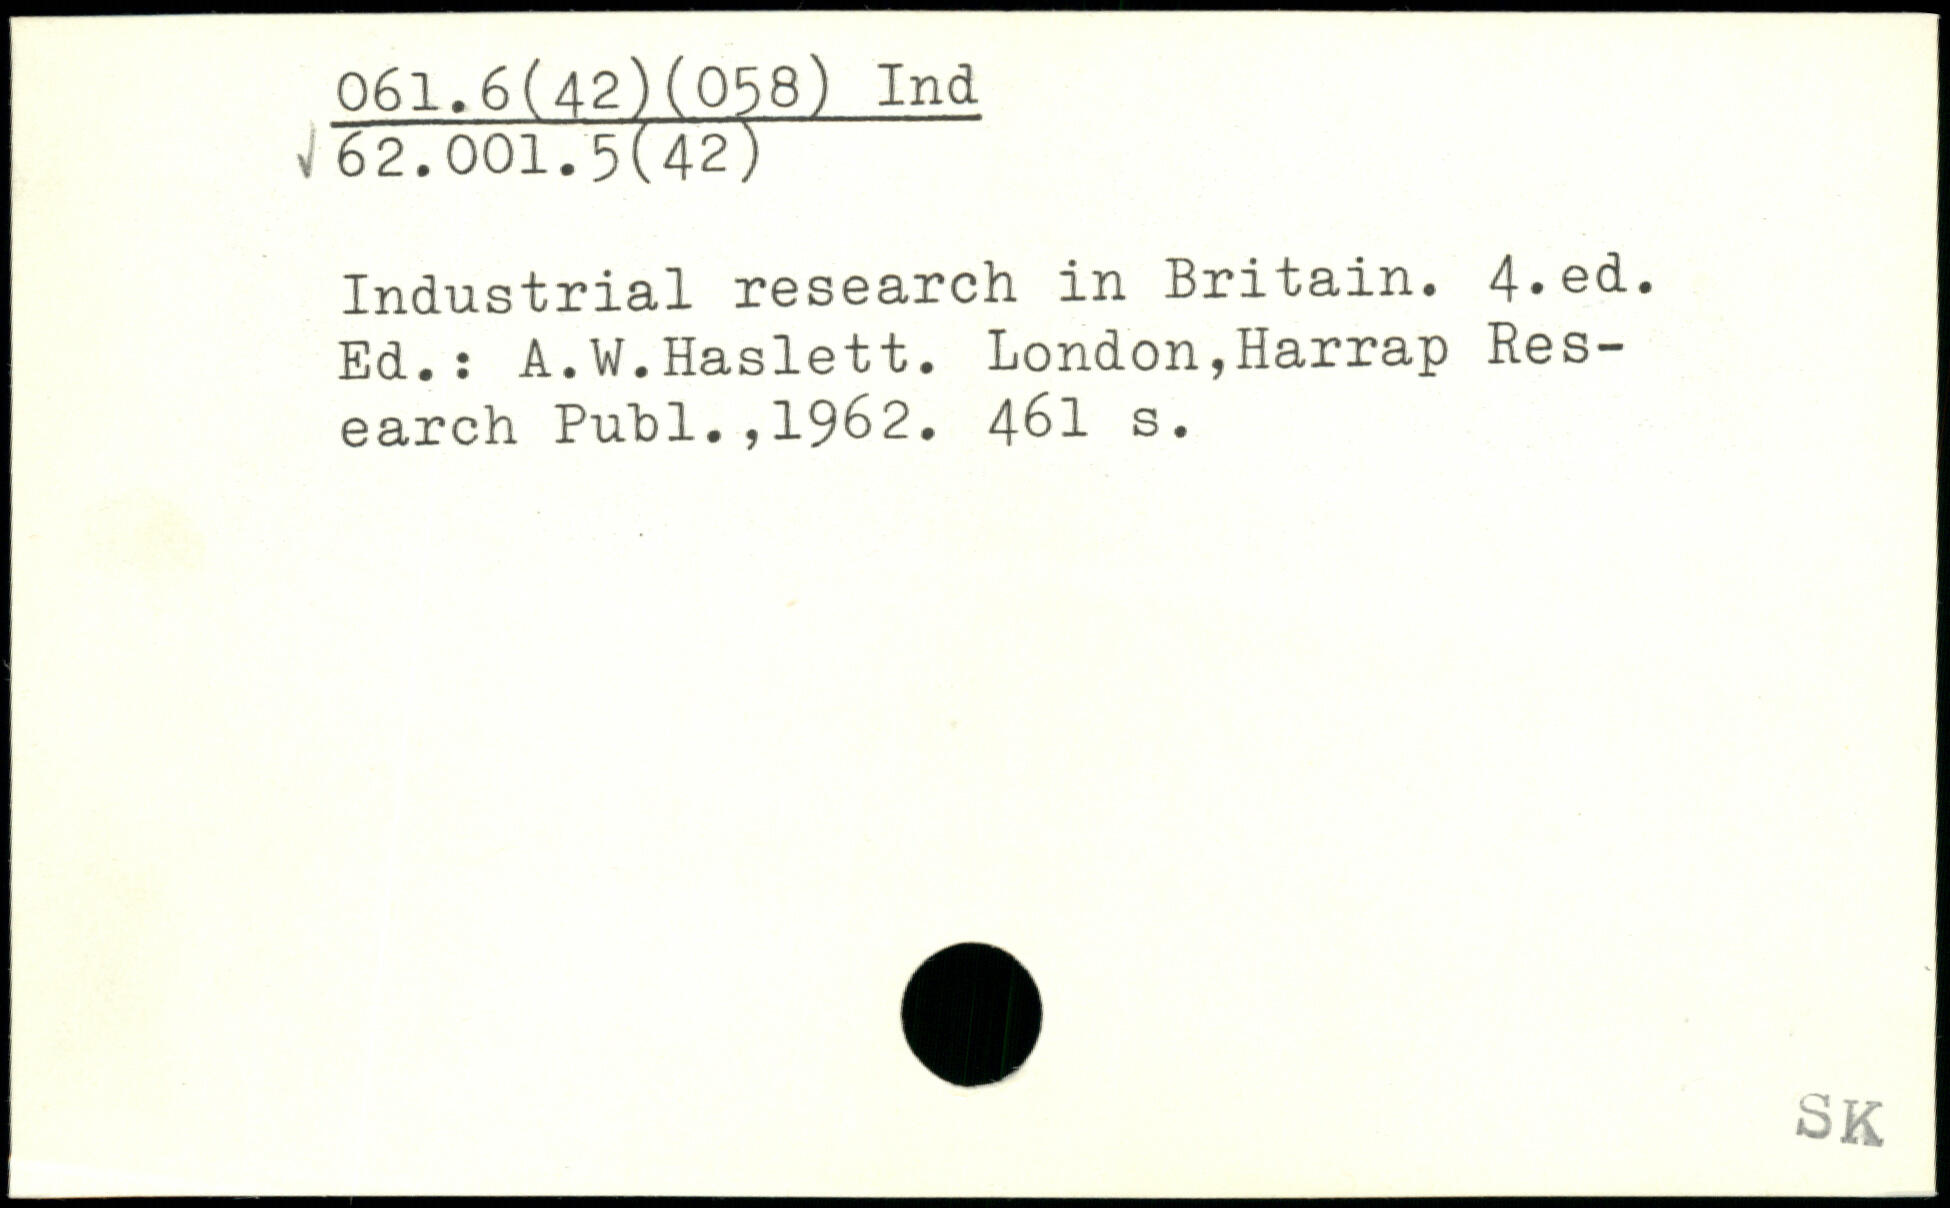 061.6(42)(058) Ind
√ 62.001.5(42)
Industrial research in Britain. 4.ed.
Ed.: A.W.Haslett. London,Harrap Res-
earch Publ.,1962. 461 s.
SK